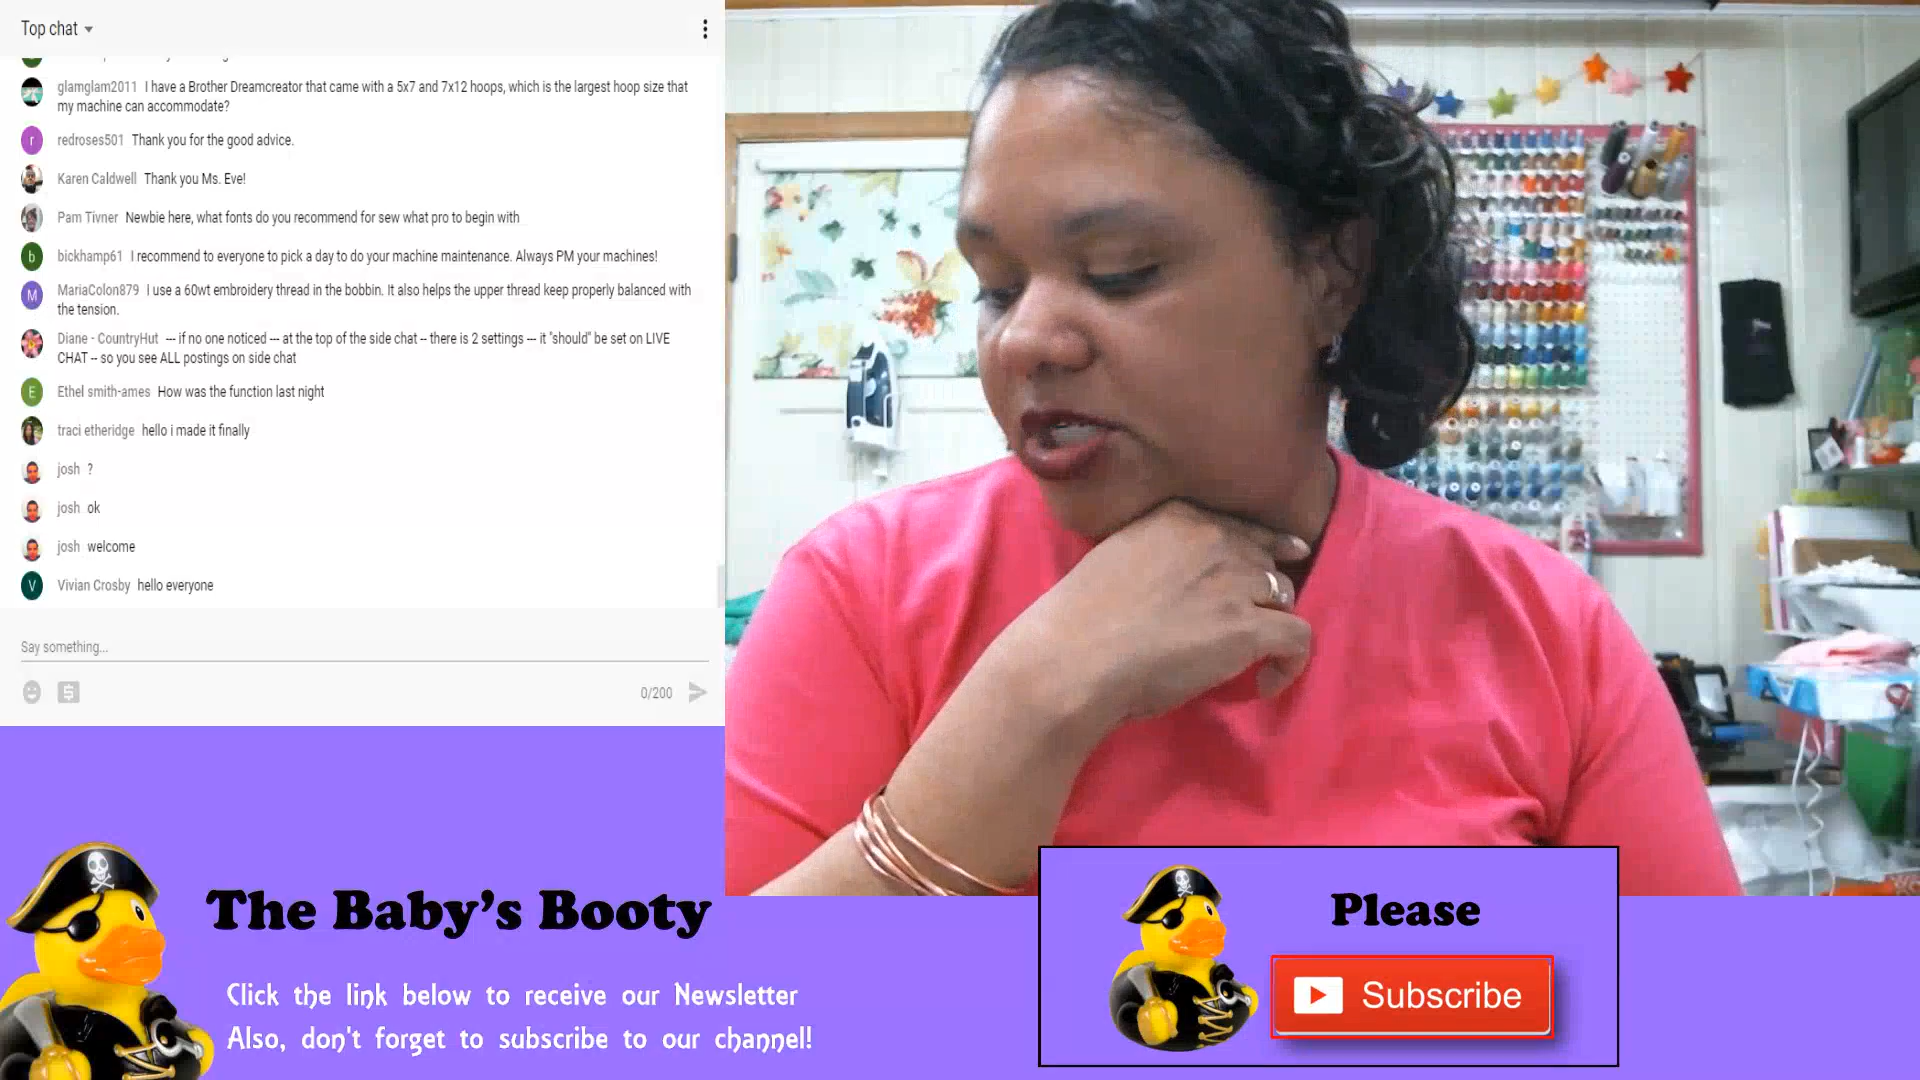 Top chat
glamglam2011 I have a Brother Dreamcreator that came with a 5x7 and 7x12 hoops, which is the largest hoop size that
my machine can accommodate?
r redroses501 Thank you for the good advice.
Karen Caldwell Thank you Ms. Eve!
Pam Tivner Newbie here, what fonts do you recommend for sew what pro to begin with
b bickhamp61 I recommend to everyone to pick a day to do your machine maintenance. Always PM your machines!
M MariaColon879 I use a 60wt embroidery thread in the bobbin. It also helps the upper thread keep properly balanced with
the tension.
Diane - CountryHut --- if no one noticed --- at the top of the side chat -- there is 2 settings --- it "should" be set on LIVE
CHAT -- so you see ALL postings on side chat
E Ethel smith-ames How was the function last night
traci etheridge hello i made it finally
josh ?
josh ok
josh welcome
V Vivian Crosby hello everyone
Say something...
0/200
The Baby's Booty
Click the link below to receive our Newsletter
Also, don't forget to subscribe to our channel!
Please
Subscribe